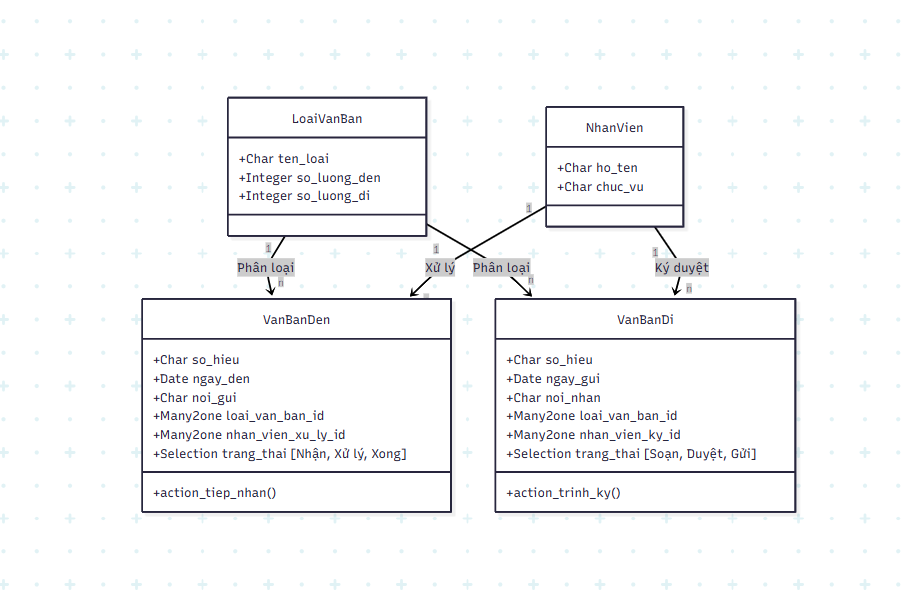 LoaiVanBan
+Char ten_loai
+Integer so_luong_den
+Integer so_luong_di
NhanVien
+Char ho_ten
+Char chuc_vu
1
1
1
1
Phân loại
Xử lý
Phân loại
Ký duyệt
n
n
n
VanBanDen
+Char so_hieu
+Date ngay_den
+Char noi_gui
+Many2one loai_van_ban_id
+Many2one nhan_vien_xu_ly_id
+Selection trang_thai [Nhận, Xử lý, Xong]
+action_tiep_nhan()
VanBanDi
+Char so_hieu
+Date ngay_gui
+Char noi_nhan
+Many2one loai_van_ban_id
+Many2one nhan_vien_ky_id
+Selection trang_thai [Soạn, Duyệt, Gửi]
+action_trinh_ky()